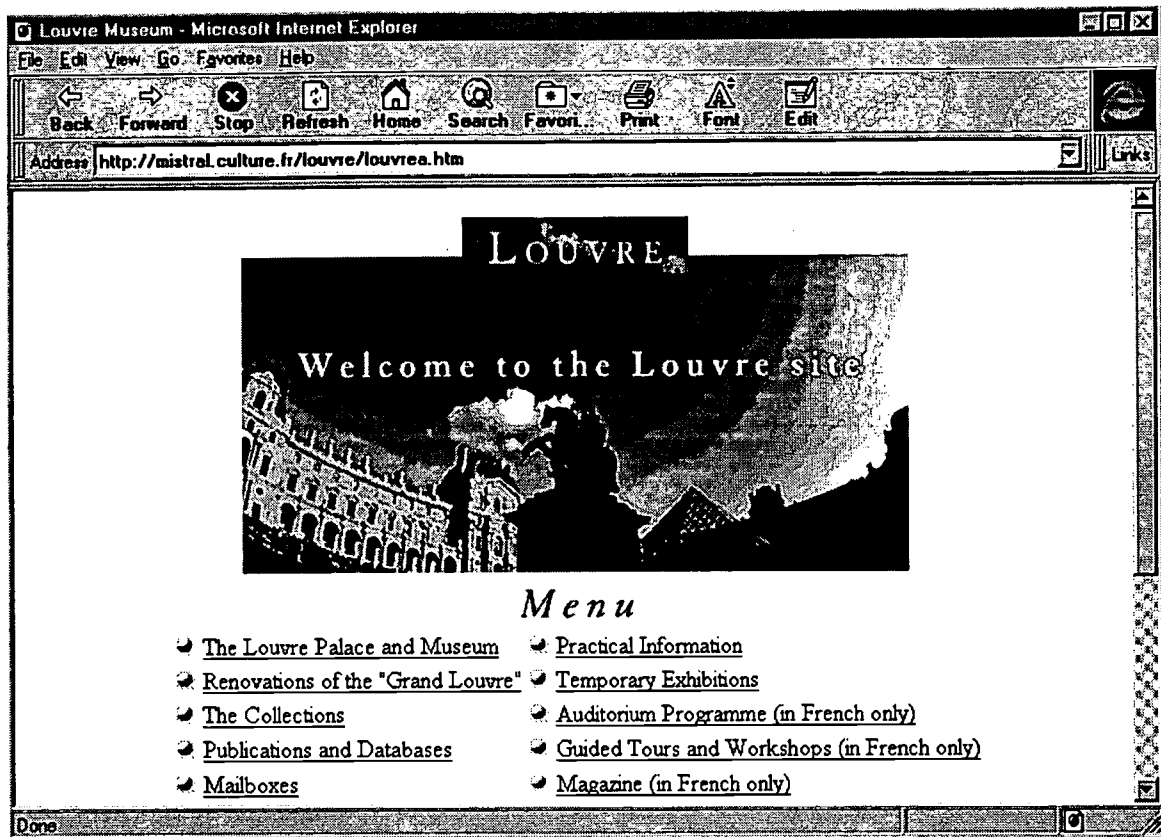 Louvre Museum - Microsoft Internet Explorer
File Edit View Go Favorites Help
Back Forward Stop Refresh Home Search Favori... Print Font Edit
Address http://mistral.culture.fr/louvre/louvrea.htm Links
LOUVRE
Welcome to the Louvre site
Menu
The Louvre Palace and Museum
Renovations of the "Grand Louvre"
The Collections
Publications and Databases
Mailboxes
Practical Information
Temporary Exhibitions
Auditorium Programme (in French only)
Guided Tours and Workshops (in French only)
Magazine (in French only)
Done